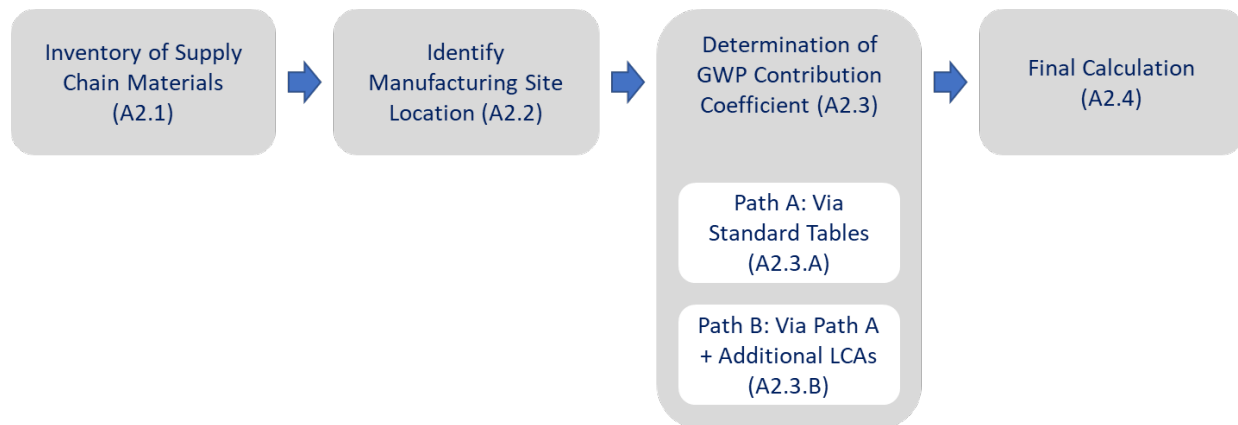 Inventory of Supply
Chain Materials
(A2.1)
Identify
Manufacturing Site
Location (A2.2)
Determination of
GWP Contribution
Coefficient (A2.3)
Path A: Via
Standard Tables
(A2.3.A)
Path B: Via Path A
+ Additional LCAs
(A2.3.B)
Final Calculation
(A2.4)